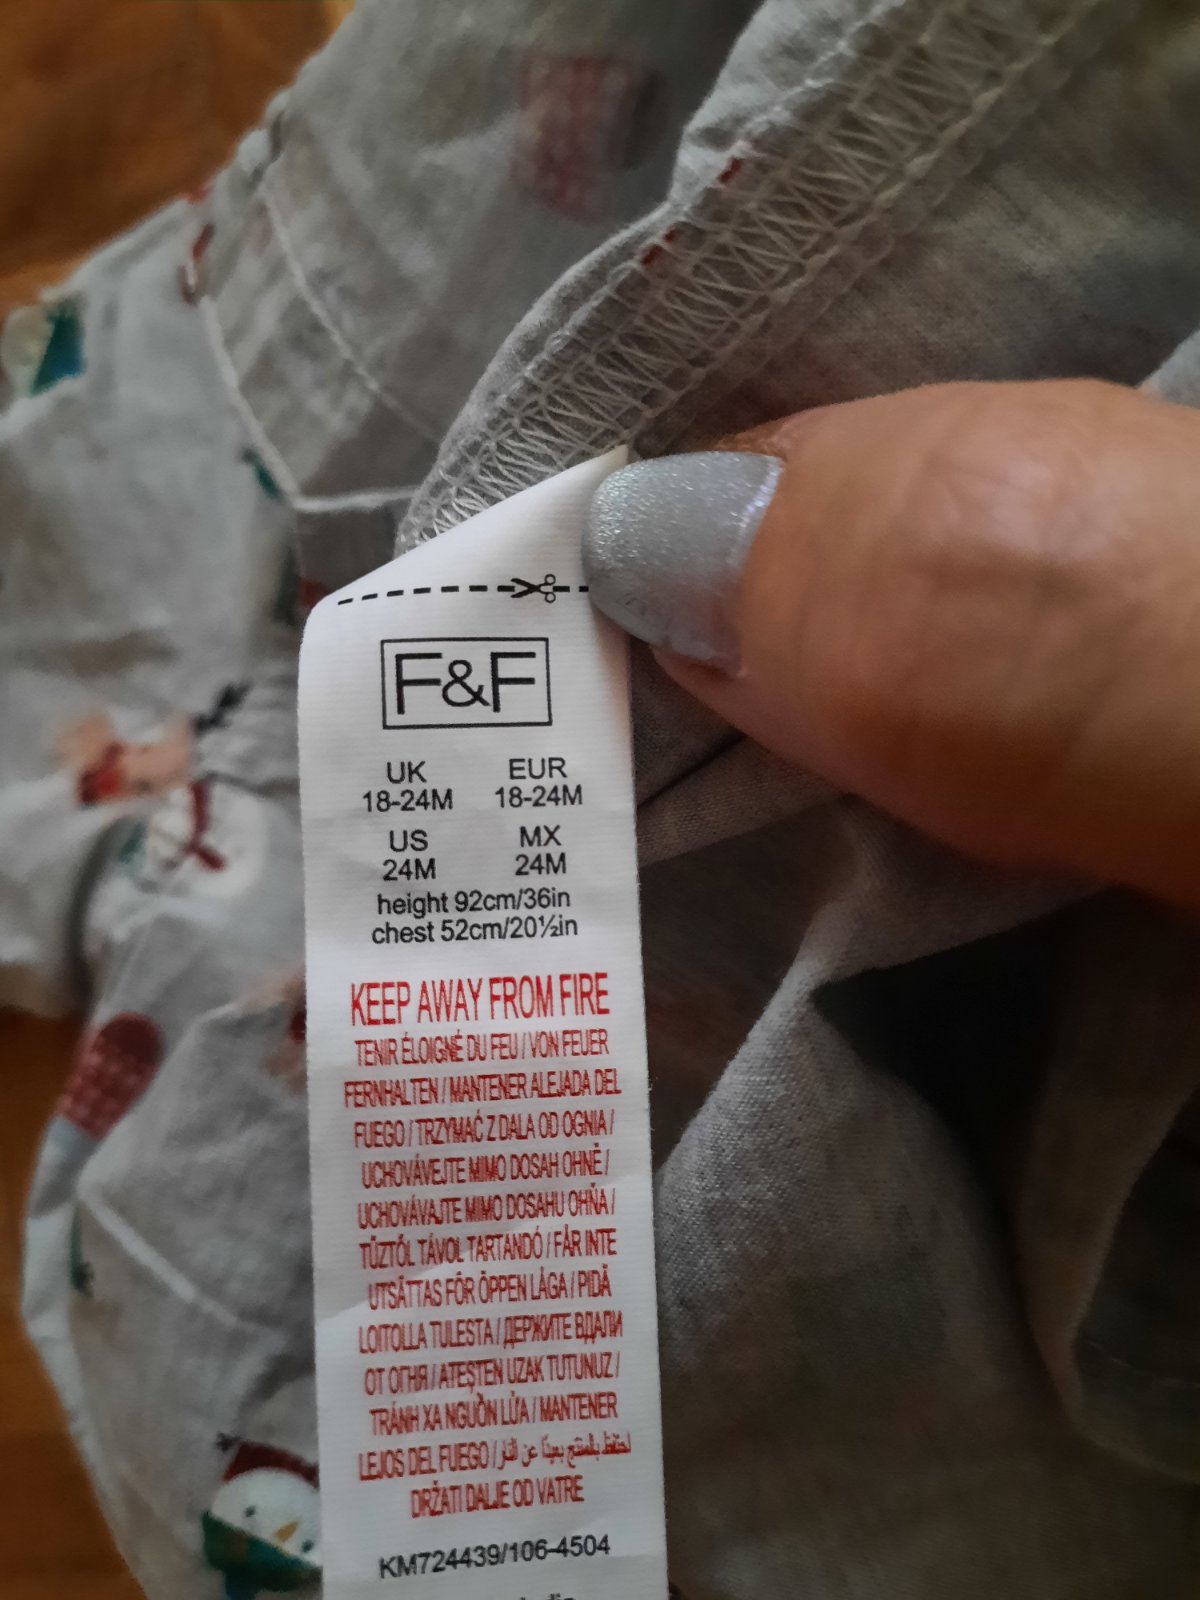 F&F
UK EUR
18-24M 18-24M
US MX
24M 24M
height 92cm/36in
chest 52cm/20½in
KEEP AWAY FROM FIRE
TENIR ÉLOIGNÉ DU FEU / VON FEUER
FERNHALTEN / MANTENER ALEJADA DEL
FUEGO / TRZYMAĆ Z DALA OD OGNIA /
UCHOVÁVEJTE MIMO DOSAH OHNĚ /
UCHOVÁVAJTE MIMO DOSAHU OHŇA /
TŰZTŐL TÁVOL TARTANDÓ / FÅR INTE
UTSÄTTAS FÖR ÖPPEN LÅGA / PIDÄ
LOITOLLA TULESTA / ДЕРЖИТЕ ВДАЛИ
ОТ ОГНЯ / ATEŞTEN UZAK TUTUNUZ /
TRÁNH XA NGUỒN LỬA / MANTENER
LEJOS DEL FUEGO / احتفظ بالمنتج بعيدًا عن النار
DRŽATI DALJE OD VATRE
KM724439/106-4504